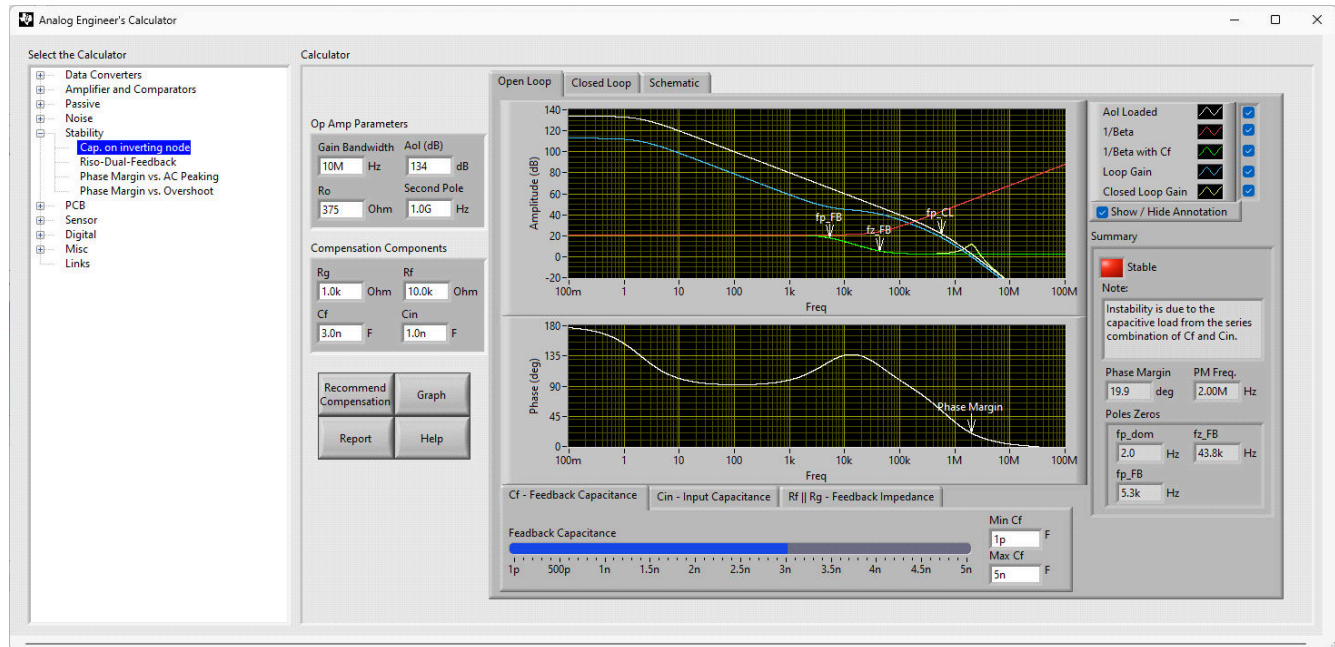 Analog Engineer's Calculator
Select the Calculator
Data Converters
Amplifier and Comparators
Passive
Noise
Stability
Cap. on inverting node
Riso-Dual-Feedback
Phase Margin vs. AC Peaking
Phase Margin vs. Overshoot
PCB
Sensor
Digital
Misc
Links
Calculator
Op Amp Parameters
Gain Bandwidth Aol (dB)
10M Hz 134 dB
Ro Second Pole
375 Ohm 1.0G Hz
Compensation Components
Rg Rf
1.0k Ohm 10.0k Ohm
Cf Cin
3.0n F 1.0n F
Recommend Compensation
Graph
Report
Help
Open Loop Closed Loop Schematic
Amplitude (dB)
140
120
100
80
60
40
20
0
-20
fp_FB
fz_FB
fp_CL
100m 1 10 100 1k 10k 100k 1M 10M 100M
Freq
Phase (deg)
180
135
90
45
0
Phase Margin
100m 1 10 100 1k 10k 100k 1M 10M 100M
Freq
Cf - Feedback Capacitance Cin - Input Capacitance Rf || Rg - Feedback Impedance
Feadback Capacitance
1p 500p 1n 1.5n 2n 2.5n 3n 3.5n 4n 4.5n 5n
Min Cf
1p F
Max Cf
5n F
Aol Loaded
1/Beta
1/Beta with Cf
Loop Gain
Closed Loop Gain
Show / Hide Annotation
Summary
Stable
Note:
Instability is due to the
capacitive load from the series
combination of Cf and Cin.
Phase Margin PM Freq.
19.9 deg 2.00M Hz
Poles Zeros
fp_dom fz_FB
2.0 Hz 43.8k Hz
fp_FB
5.3k Hz